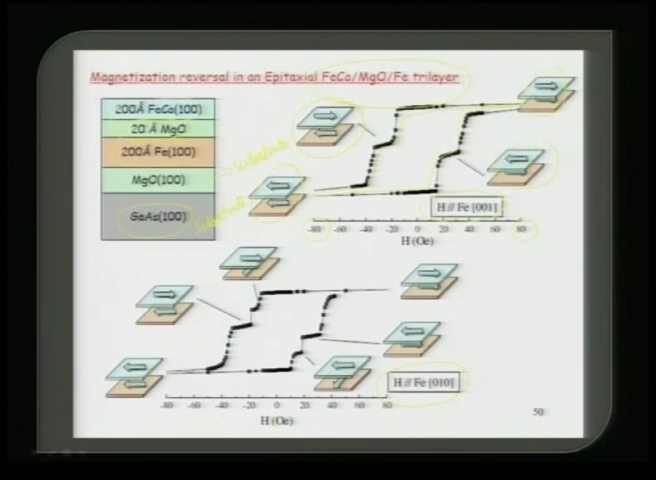 Magnetization reversal in an Epitaxial FeCo/MgO/Fe trilayer
200Å FeCo(100)
20 Å MgO
200Å Fe(100)
MgO(100)
GaAs(100)
Substrate
Substrate
H // Fe [001]
-80 -60 -40 -20 0 20 40 60 80
H (Oe)
H // Fe [010]
-80 -60 -40 -20 0 20 40 60 80
H (Oe)
50